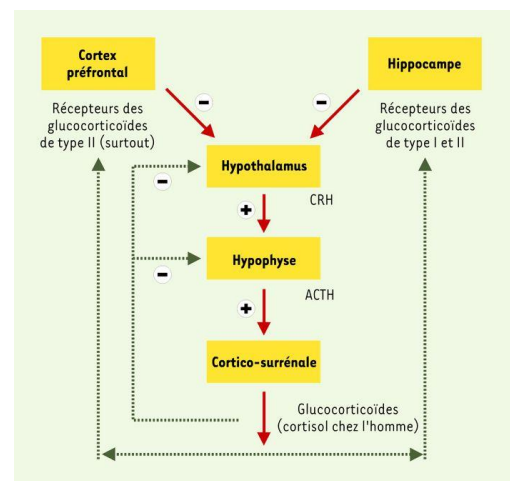 Cortex
préfrontal
Hippocampe
−
−
Récepteurs des
glucocorticoïdes
de type II (surtout)
Récepteurs des
glucocorticoïdes
de type I et II
Hypothalamus
−
CRH
+
Hypophyse
−
ACTH
+
Cortico-surrénale
Glucocorticoïdes
(cortisol chez l'homme)